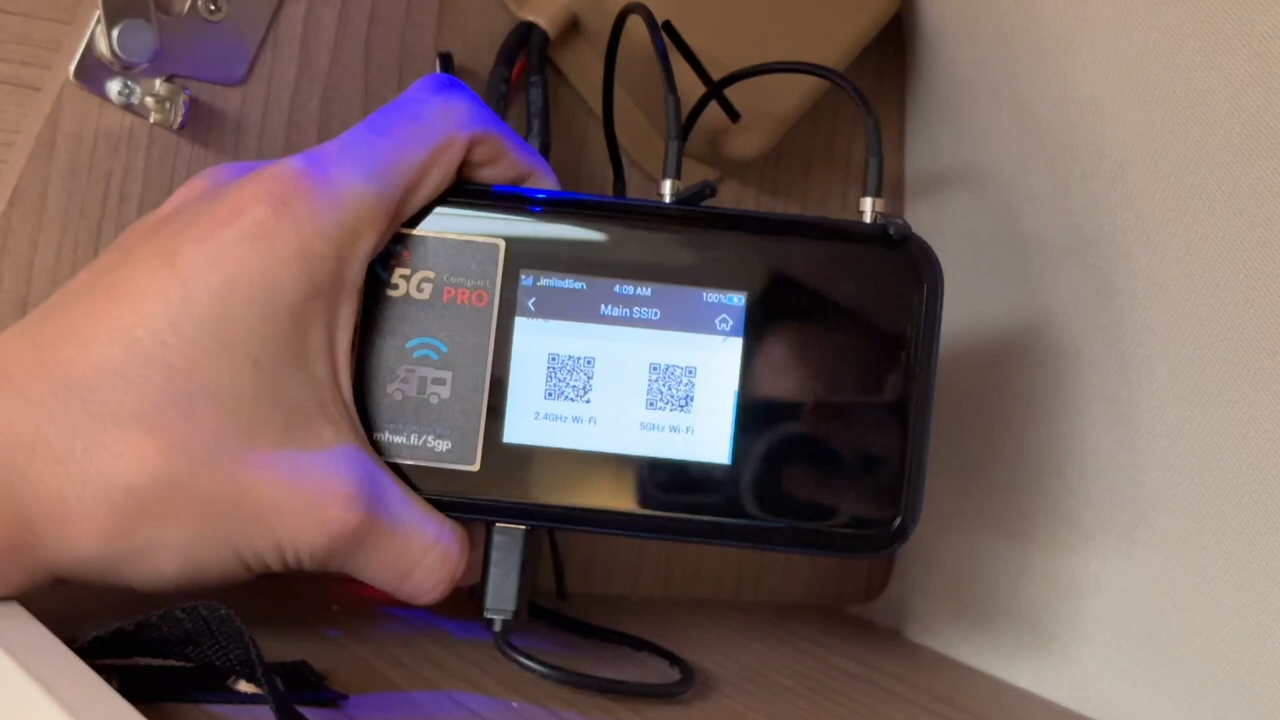 5G Compact
PRO
mhwi.fi/5gp
.imitedServ 4:09 AM 100%
Main SSID
2.4GHz Wi-Fi
5GHz Wi-Fi